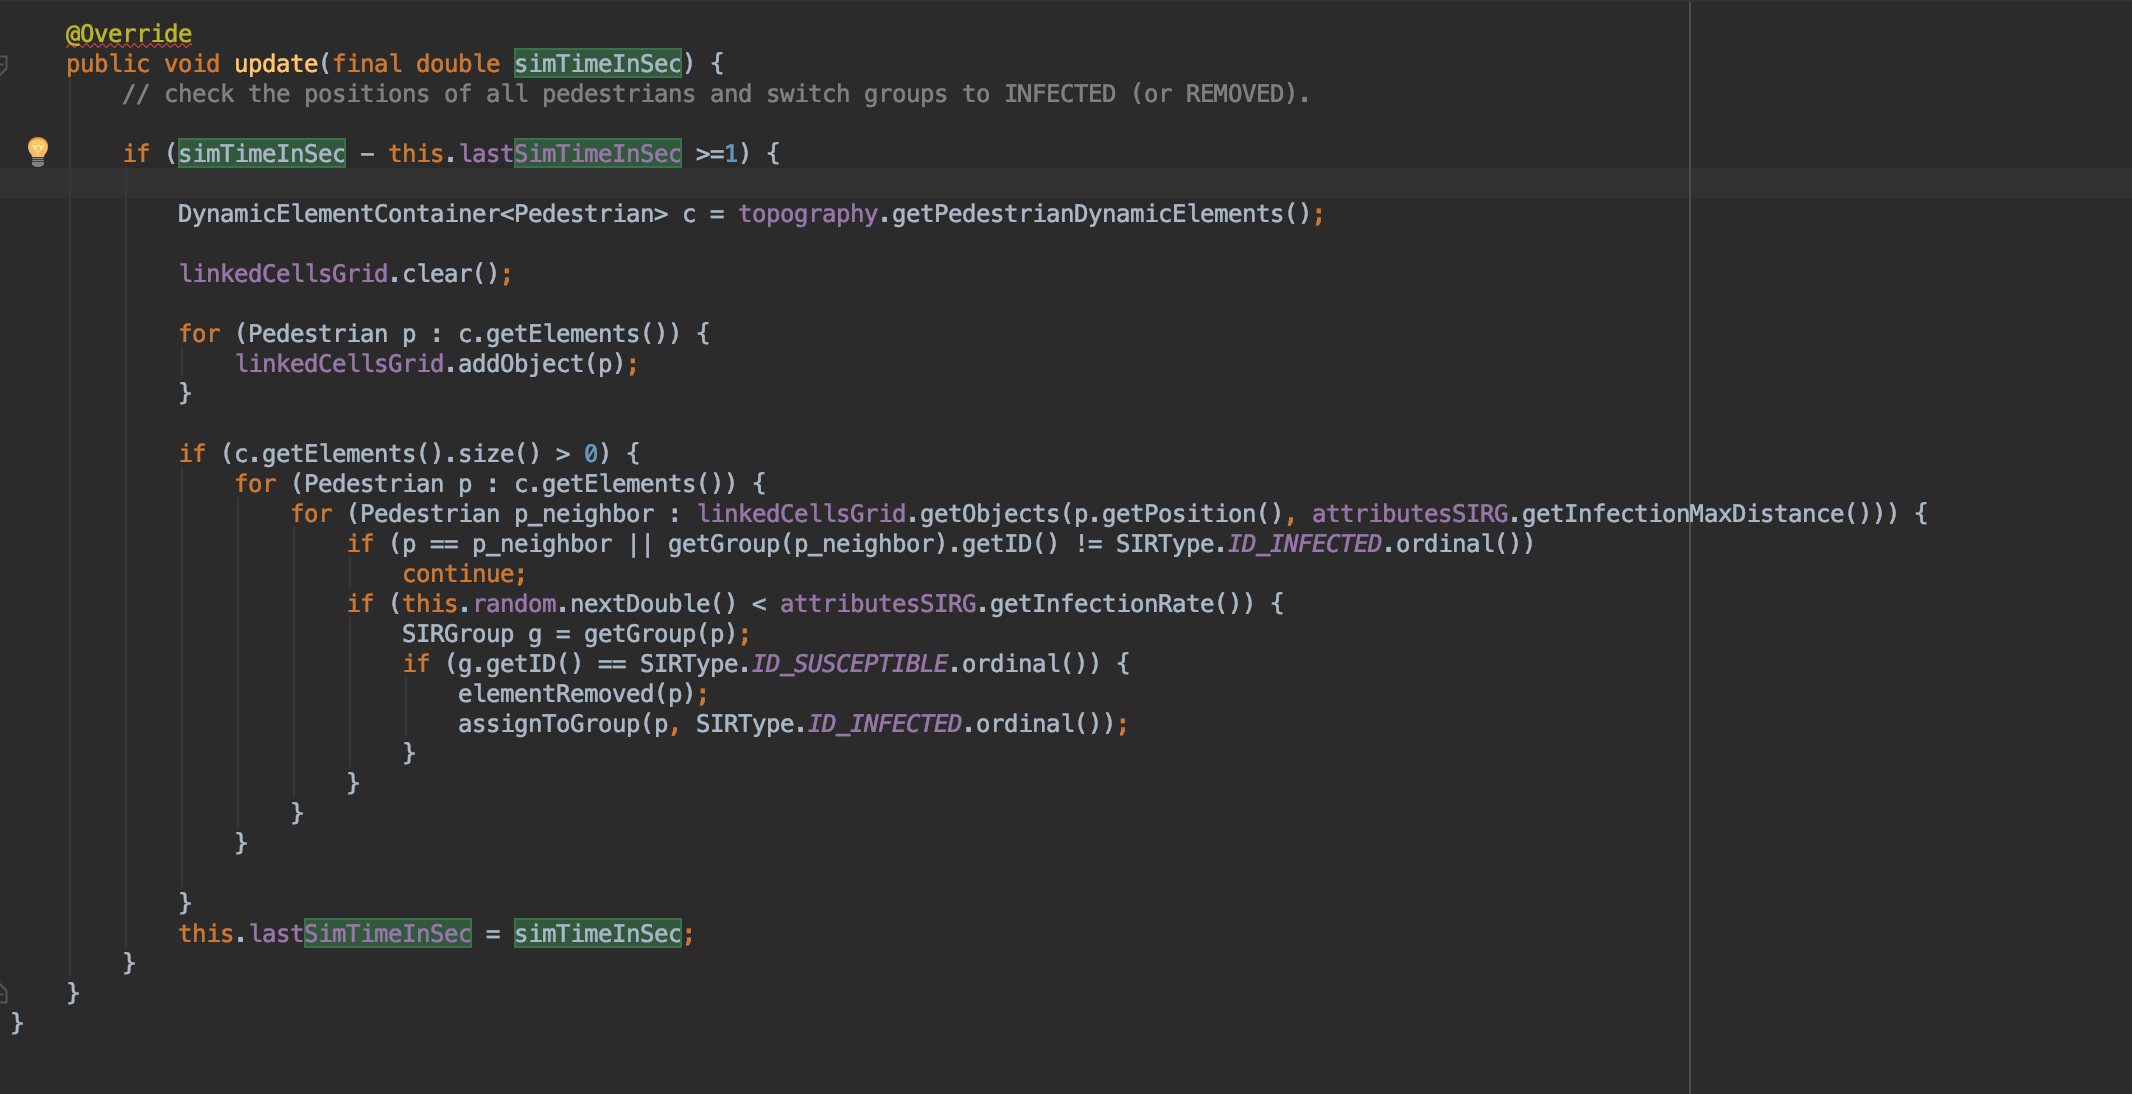 @Override
public void update(final double simTimeInSec) {
// check the positions of all pedestrians and switch groups to INFECTED (or REMOVED).
if (simTimeInSec - this.lastSimTimeInSec >=1) {
DynamicElementContainer<Pedestrian> c = topography.getPedestrianDynamicElements();
linkedCellsGrid.clear();
for (Pedestrian p : c.getElements()) {
linkedCellsGrid.addObject(p);
}
if (c.getElements().size() > 0) {
for (Pedestrian p : c.getElements()) {
for (Pedestrian p_neighbor : linkedCellsGrid.getObjects(p.getPosition(), attributesSIRG.getInfectionMaxDistance())) {
if (p == p_neighbor || getGroup(p_neighbor).getID() != SIRType.ID_INFECTED.ordinal())
continue;
if (this.random.nextDouble() < attributesSIRG.getInfectionRate()) {
SIRGroup g = getGroup(p);
if (g.getID() == SIRType.ID_SUSCEPTIBLE.ordinal()) {
elementRemoved(p);
assignToGroup(p, SIRType.ID_INFECTED.ordinal());
}
}
}
}
}
this.lastSimTimeInSec = simTimeInSec;
}
}
}